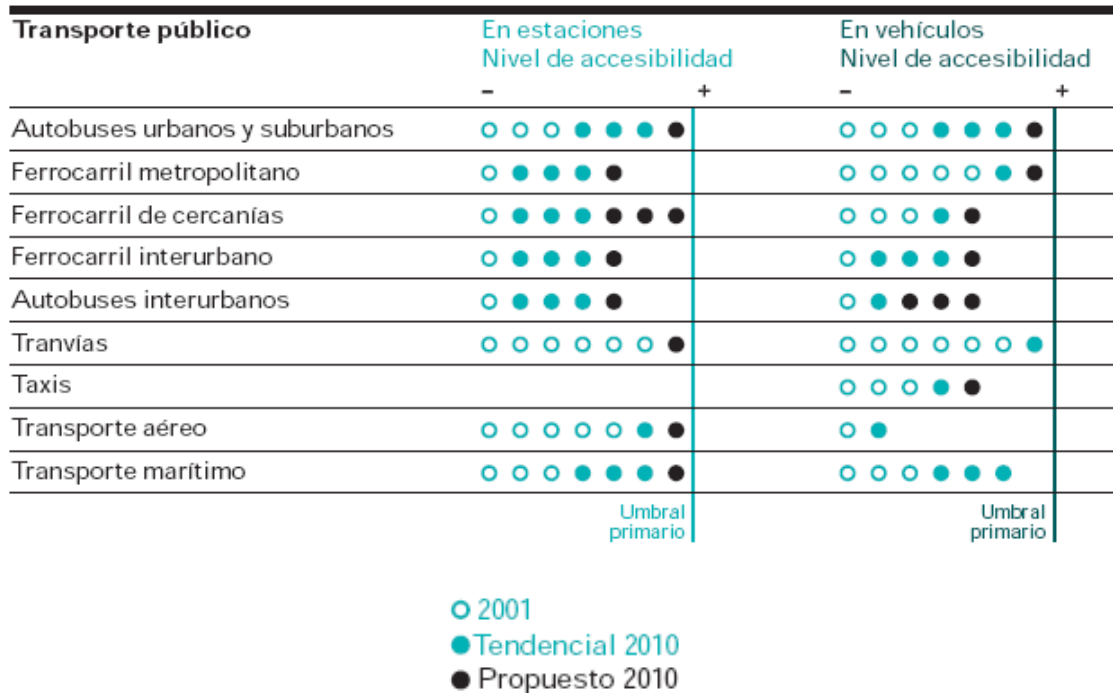 Transporte público
En estaciones
Nivel de accesibilidad
– +
En vehículos
Nivel de accesibilidad
– +
Autobuses urbanos y suburbanos
Ferrocarril metropolitano
Ferrocarril de cercanías
Ferrocarril interurbano
Autobuses interurbanos
Tranvías
Taxis
Transporte aéreo
Transporte marítimo
Umbral
primario
Umbral
primario
2001
Tendencial 2010
Propuesto 2010